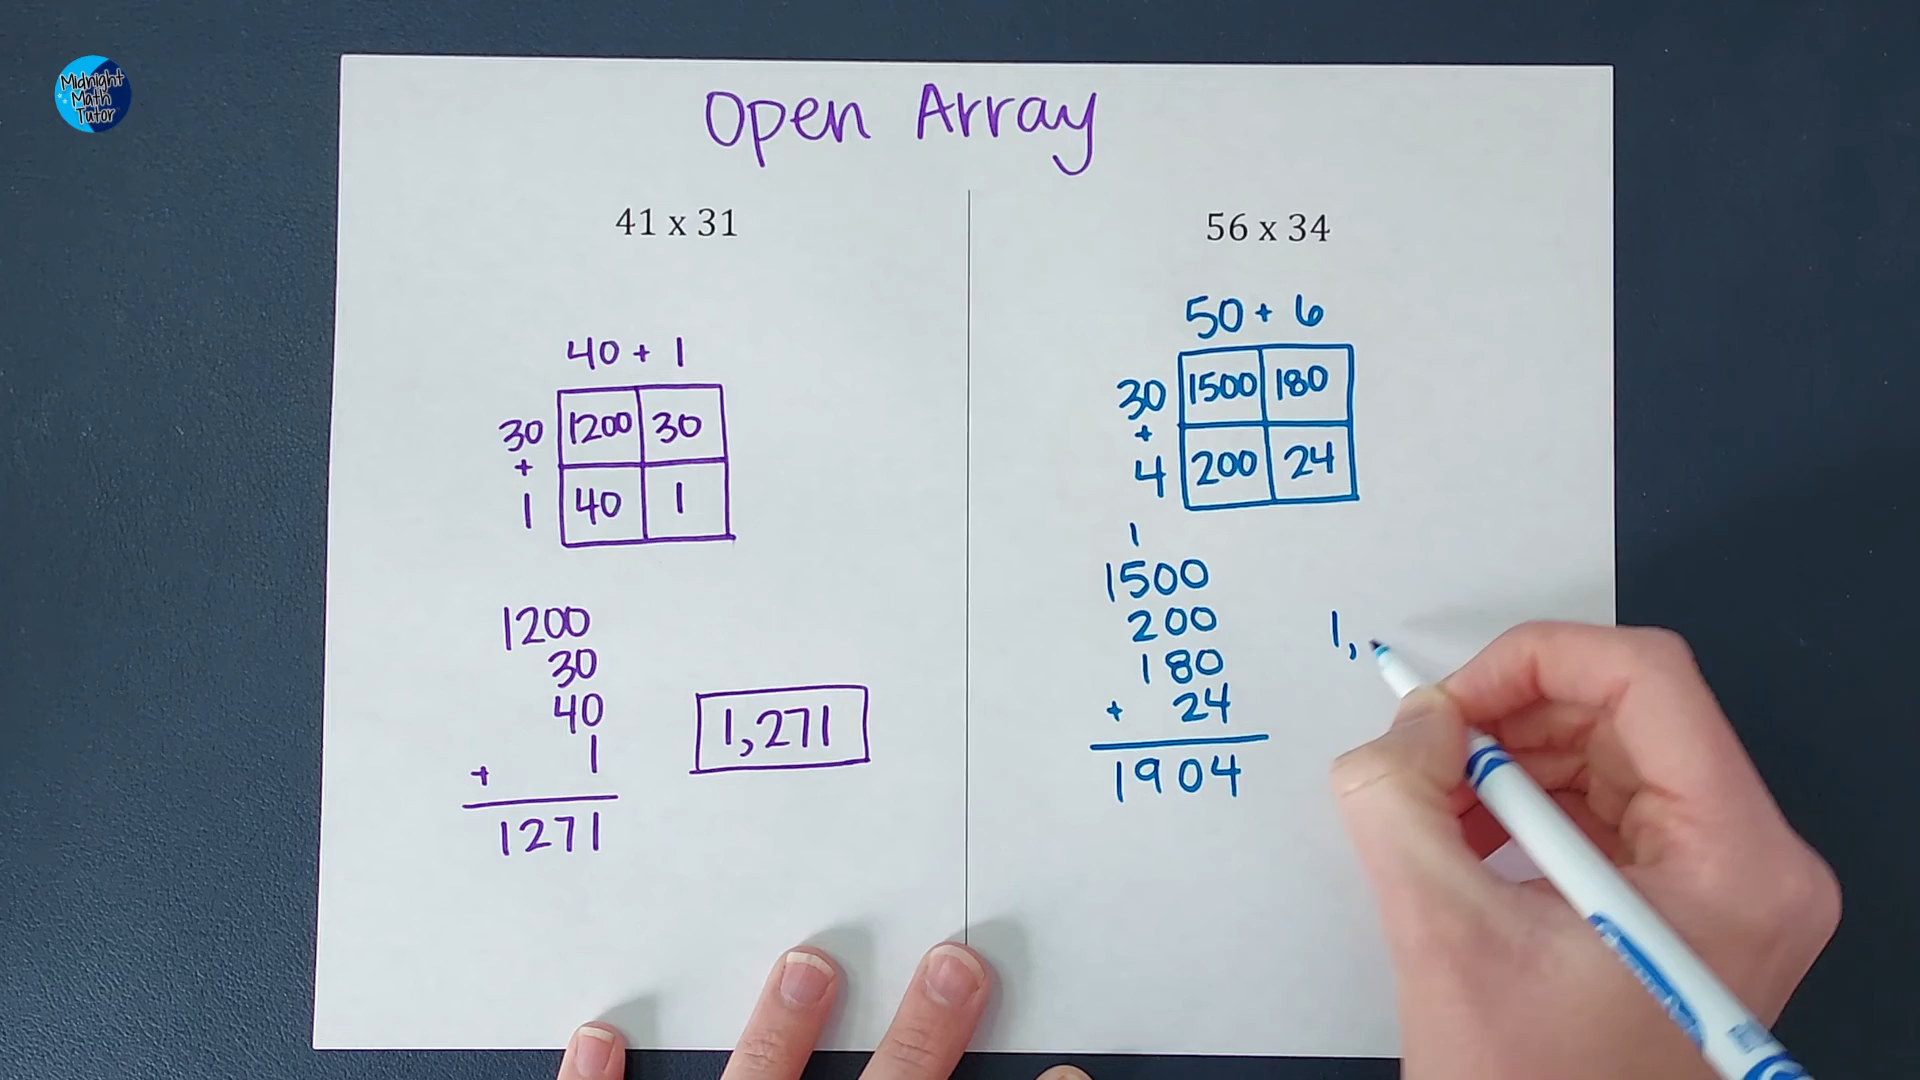 Midnight
Math
Tutor
Open Array
41 x 31
40 + 1
30 1200 30
+
1 40 1
1200
30
40
+ 1
1271
1,271
56 x 34
50 + 6
30 1500 180
+
4 200 24
1
1500
200
180
+ 24
1904
1,